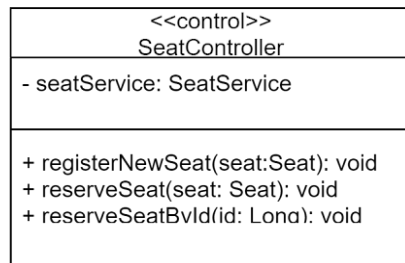 <<control>>
SeatController
- seatService: SeatService
+ registerNewSeat(seat:Seat): void
+ reserveSeat(seat: Seat): void
+ reserveSeatById(id: Long): void